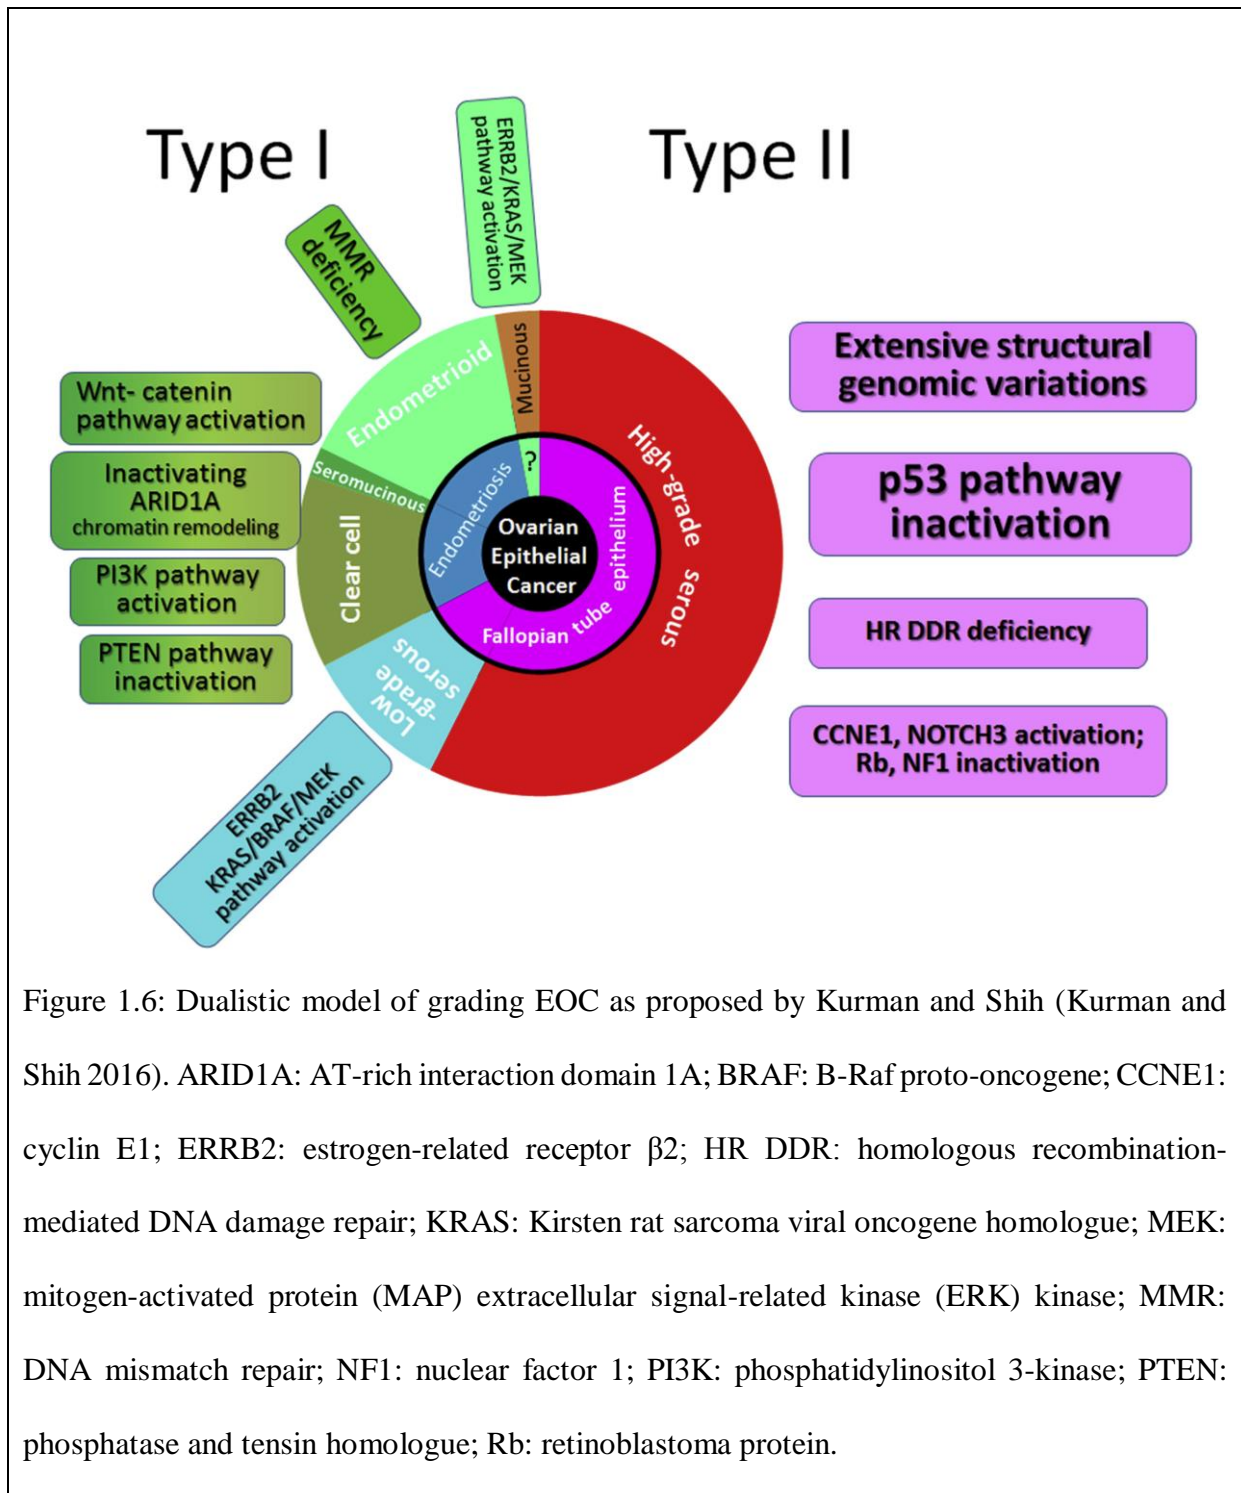 Type I
Type II
ERRB2/KRAS/MEK
pathway activation
MMR
deficiency
Wnt- catenin
pathway activation
Inactivating
ARID1A
chromatin remodeling
PI3K pathway
activation
PTEN pathway
inactivation
ERRB2
KRAS/BRAF/MEK
pathway activation
Mucinous
Endometrioid
Seromucinous
Clear cell
Low
-grade
serous
High-grade serous
?
Endometriosis
Fallopian tube epithelium
Ovarian
Epithelial
Cancer
Extensive structural
genomic variations
p53 pathway
inactivation
HR DDR deficiency
CCNE1, NOTCH3 activation;
Rb, NF1 inactivation
Figure 1.6: Dualistic model of grading EOC as proposed by Kurman and Shih (Kurman and
Shih 2016). ARID1A: AT-rich interaction domain 1A; BRAF: B-Raf proto-oncogene; CCNE1:
cyclin E1; ERRB2: estrogen-related receptor β2; HR DDR: homologous recombination-
mediated DNA damage repair; KRAS: Kirsten rat sarcoma viral oncogene homologue; MEK:
mitogen-activated protein (MAP) extracellular signal-related kinase (ERK) kinase; MMR:
DNA mismatch repair; NF1: nuclear factor 1; PI3K: phosphatidylinositol 3-kinase; PTEN:
phosphatase and tensin homologue; Rb: retinoblastoma protein.